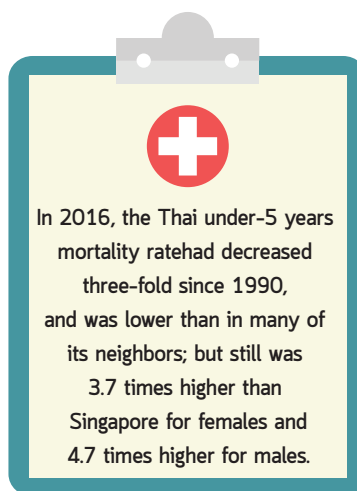 In 2016, the Thai under-5 years
mortality ratehad decreased
three-fold since 1990,
and was lower than in many of
its neighbors; but still was
3.7 times higher than
Singapore for females and
4.7 times higher for males.